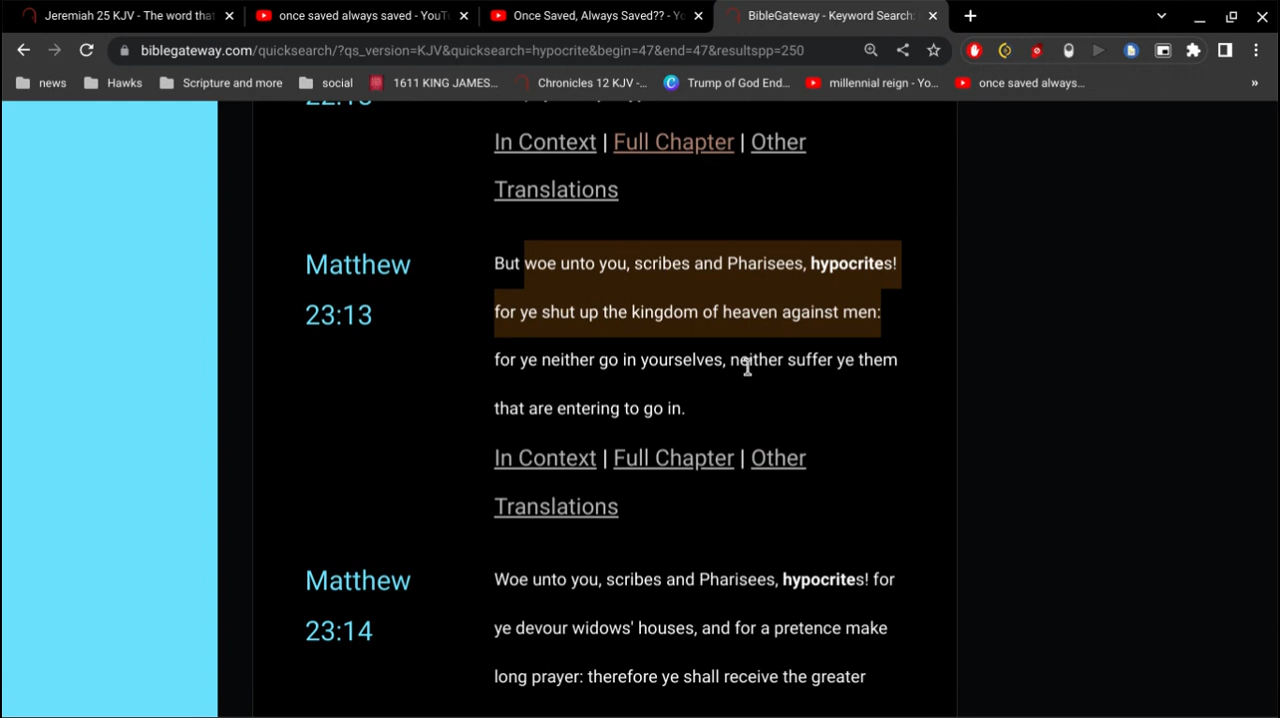 Jeremiah 25 KJV - The word that
once saved always saved - YouT
Once Saved, Always Saved?? - Yo
BibleGateway - Keyword Search:
biblegateway.com/quicksearch/?qs_version=KJV&quicksearch=hypocrite&begin=47&end=47&resultspp=250
news
Hawks
Scripture and more
social
1611 KING JAMES...
Chronicles 12 KJV -...
Trump of God End...
millennial reign - Yo...
once saved always...
»
In Context | Full Chapter | Other
Translations
Matthew
23:13
But woe unto you, scribes and Pharisees, hypocrites!
for ye shut up the kingdom of heaven against men:
for ye neither go in yourselves, neither suffer ye them
that are entering to go in.
In Context | Full Chapter | Other
Translations
Matthew
23:14
Woe unto you, scribes and Pharisees, hypocrites! for
ye devour widows' houses, and for a pretence make
long prayer: therefore ye shall receive the greater